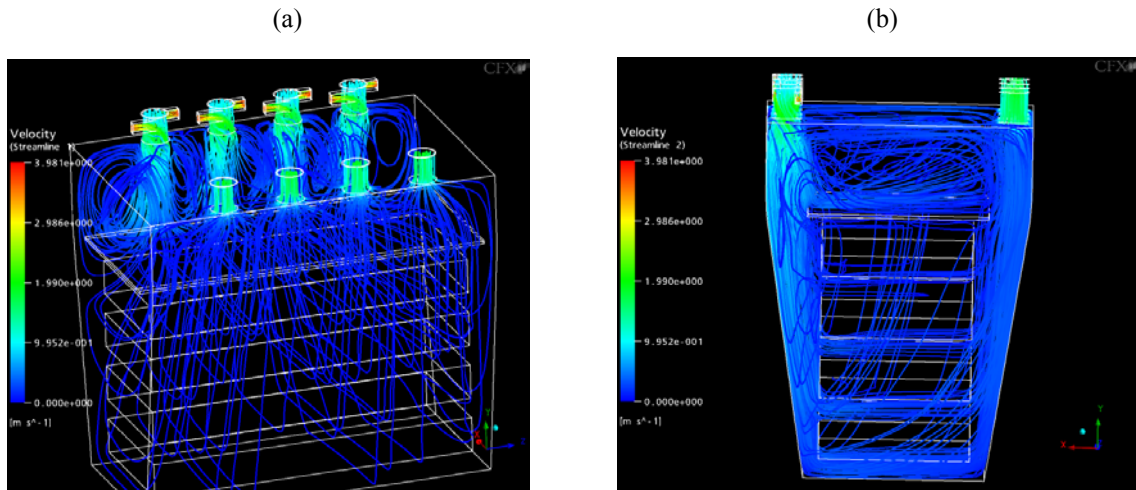 (a)
(b)
CFX
Velocity
(Streamline 1)
3.981e+000
2.986e+000
1.990e+000
9.952e-001
0.000e+000
[m s^-1]
Y
Z
CFX
Velocity
(Streamline 2)
3.981e+000
2.986e+000
1.990e+000
9.952e-001
0.000e+000
[m s^-1]
Y
X